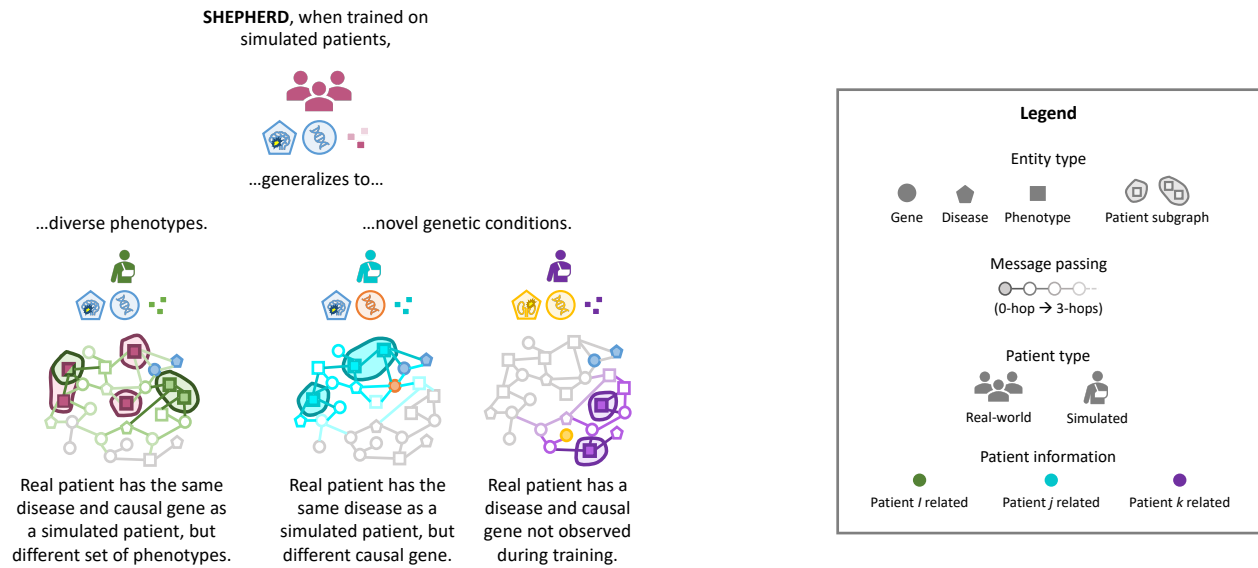 SHEPHERD, when trained on
simulated patients,
...generalizes to...
...diverse phenotypes.
...novel genetic conditions.
Real patient has the same
disease and causal gene as
a simulated patient, but
different set of phenotypes.
Real patient has the
same disease as a
simulated patient, but
different causal gene.
Real patient has a
disease and causal
gene not observed
during training.
Legend
Entity type
Gene
Disease
Phenotype
Patient subgraph
Message passing
(0-hop → 3-hops)
Patient type
Real-world
Simulated
Patient information
Patient I related
Patient j related
Patient k related